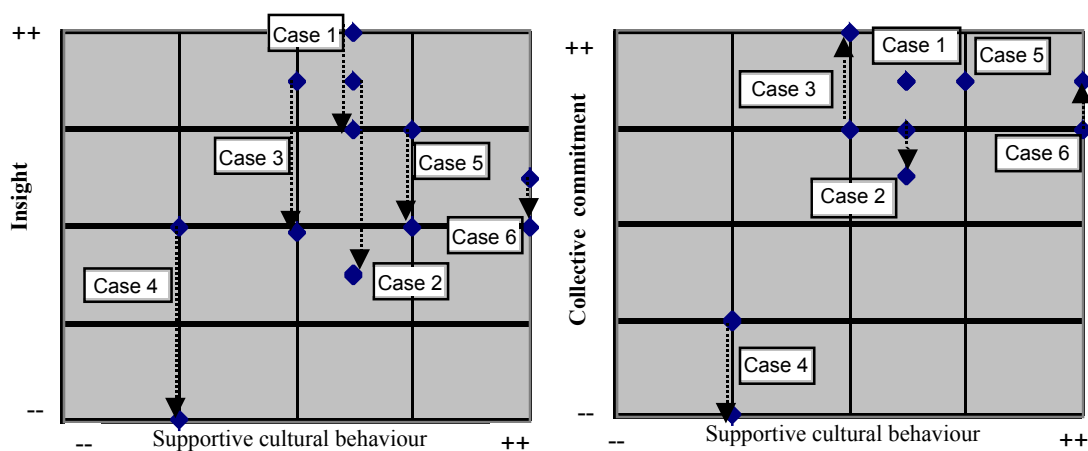 ++
Case 1
Case 3
Case 5
Case 6
Case 4
Case 2
Insight
--
--
Supportive cultural behaviour
++
++
Case 1
Case 5
Case 3
Case 6
Case 2
Case 4
Collective commitment
--
--
Supportive cultural behaviour
++